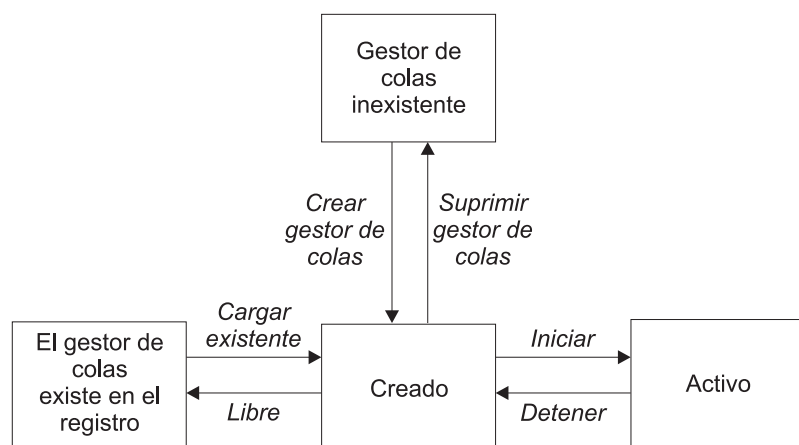 Gestor de
colas
inexistente
Crear
gestor de
colas
Suprimir
gestor de
colas
El gestor de
colas
existe en el
registro
Cargar
existente
Libre
Creado
Iniciar
Detener
Activo